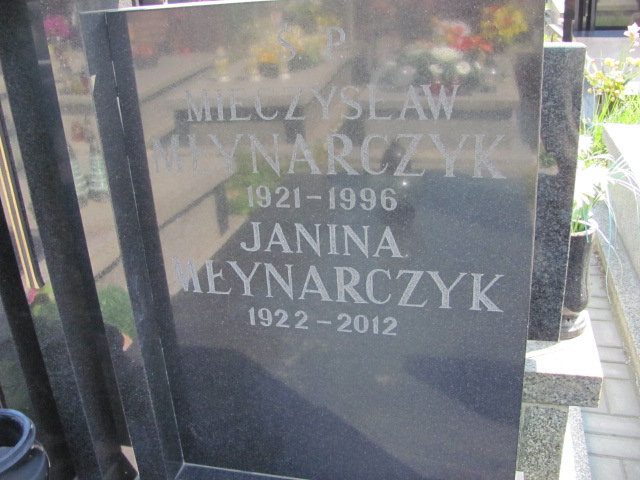 Ś P
MIECZYSŁAW
MŁYNARCZYK
1921-1996
JANINA
MŁYNARCZYK
1922-2012